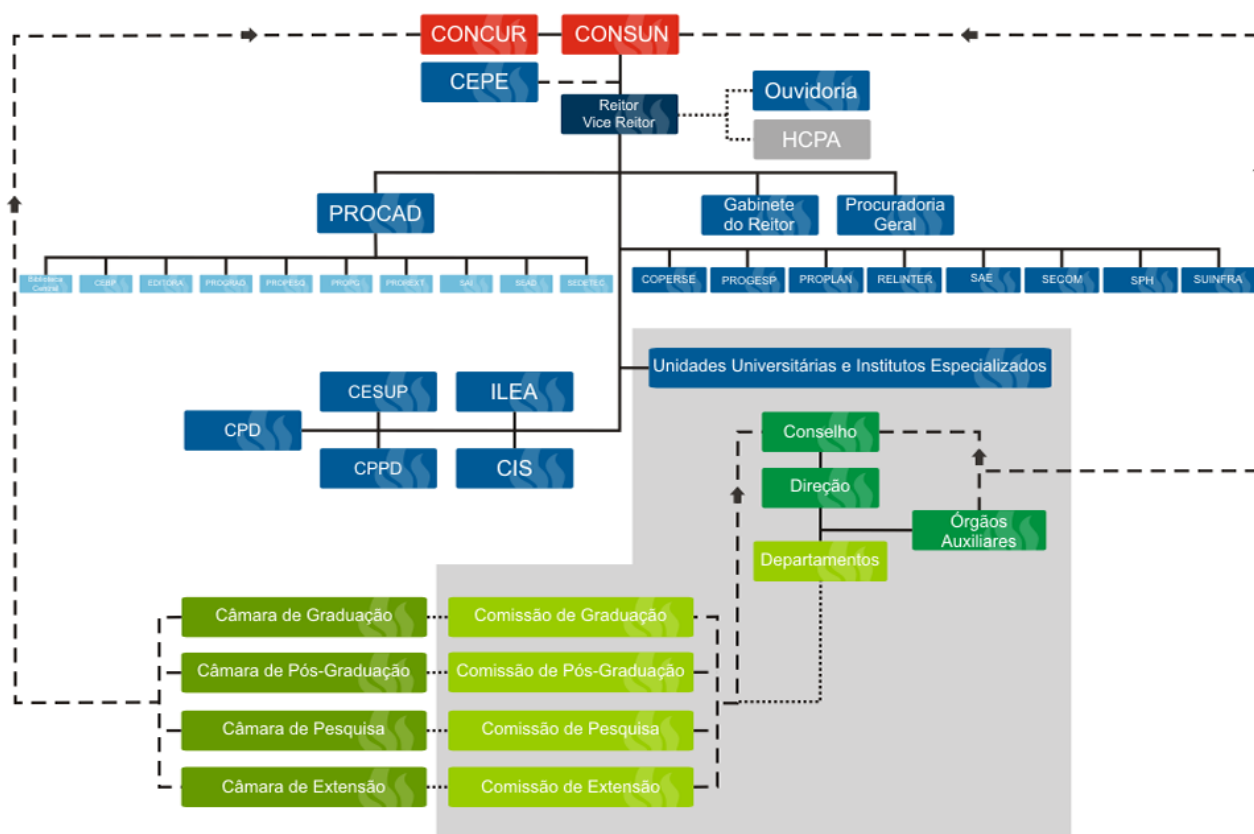 CONCUR
CONSUN
CEPE
Reitor
Vice Reitor
Ouvidoria
HCPA
PROCAD
Gabinete
do Reitor
Procuradoria
Geral
Biblioteca
Central
CEBP
EDITORA
PROGRAD
PROPESQ
PROPG
PROREXT
SAI
SEAD
SEDETEC
COPERSE
PROGESP
PROPLAN
RELINTER
SAE
SECOM
SPH
SUINFRA
Unidades Universitárias e Institutos Especializados
CESUP
ILEA
CPD
CPPD
CIS
Conselho
Direção
Órgãos
Auxiliares
Departamentos
Câmara de Graduação
Comissão de Graduação
Câmara de Pós-Graduação
Comissão de Pós-Graduação
Câmara de Pesquisa
Comissão de Pesquisa
Câmara de Extensão
Comissão de Extensão